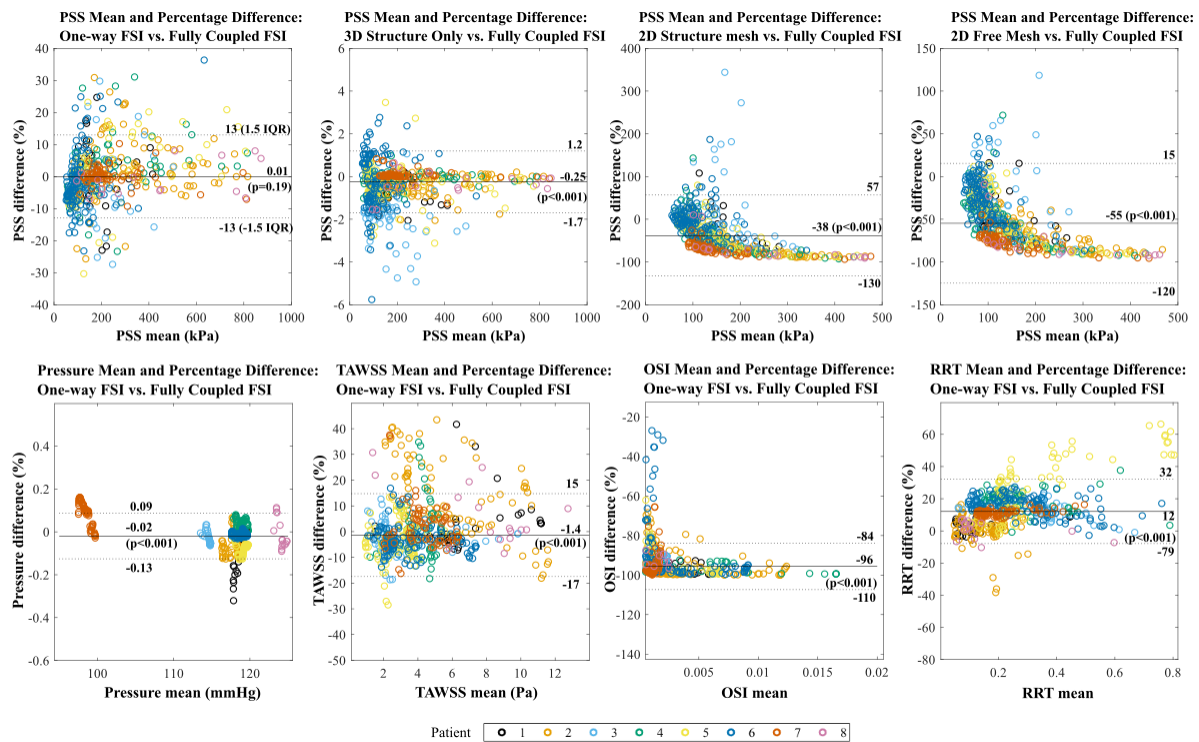 PSS Mean and Percentage Difference:
One-way FSI vs. Fully Coupled FSI
PSS difference (%)
40
30
20
10
0
-10
-20
-30
-40
13 (1.5 IQR)
0.01
(p=0.19)
-13 (-1.5 IQR)
0 200 400 600 800 1000
PSS mean (kPa)
PSS Mean and Percentage Difference:
3D Structure Only vs. Fully Coupled FSI
PSS difference (%)
6
4
2
0
-2
-4
-6
1.2
-0.25
(p<0.001)
-1.7
0 200 400 600 800 1000
PSS mean (kPa)
PSS Mean and Percentage Difference:
2D Structure mesh vs. Fully Coupled FSI
PSS difference (%)
400
300
200
100
0
-100
-200
57
-38 (p<0.001)
-130
0 100 200 300 400 500
PSS mean (kPa)
PSS Mean and Percentage Difference:
2D Free Mesh vs. Fully Coupled FSI
PSS difference (%)
150
100
50
0
-50
-100
-150
15
-55 (p<0.001)
-120
0 100 200 300 400 500
PSS mean (kPa)
Pressure Mean and Percentage Difference:
One-way FSI vs. Fully Coupled FSI
Pressure difference (%)
0.4
0.2
0
-0.2
-0.4
-0.6
0.09
-0.02
(p<0.001)
-0.13
100 110 120
Pressure mean (mmHg)
TAWSS Mean and Percentage Difference:
One-way FSI vs. Fully Coupled FSI
TAWSS difference (%)
40
30
20
10
0
-10
-20
-30
-40
-50
15
-1.4
(p<0.001)
-17
2 4 6 8 10 12
TAWSS mean (Pa)
OSI Mean and Percentage Difference:
One-way FSI vs. Fully Coupled FSI
OSI difference (%)
-20
-40
-60
-80
-100
-120
-140
-84
-96
(p<0.001)
-110
0.005 0.01 0.015 0.02
OSI mean
RRT Mean and Percentage Difference:
One-way FSI vs. Fully Coupled FSI
RRT difference (%)
60
40
20
0
-20
-40
-60
-80
32
12
(p<0.001)
-79
0.2 0.4 0.6 0.8
RRT mean
Patient 1 2 3 4 5 6 7 8